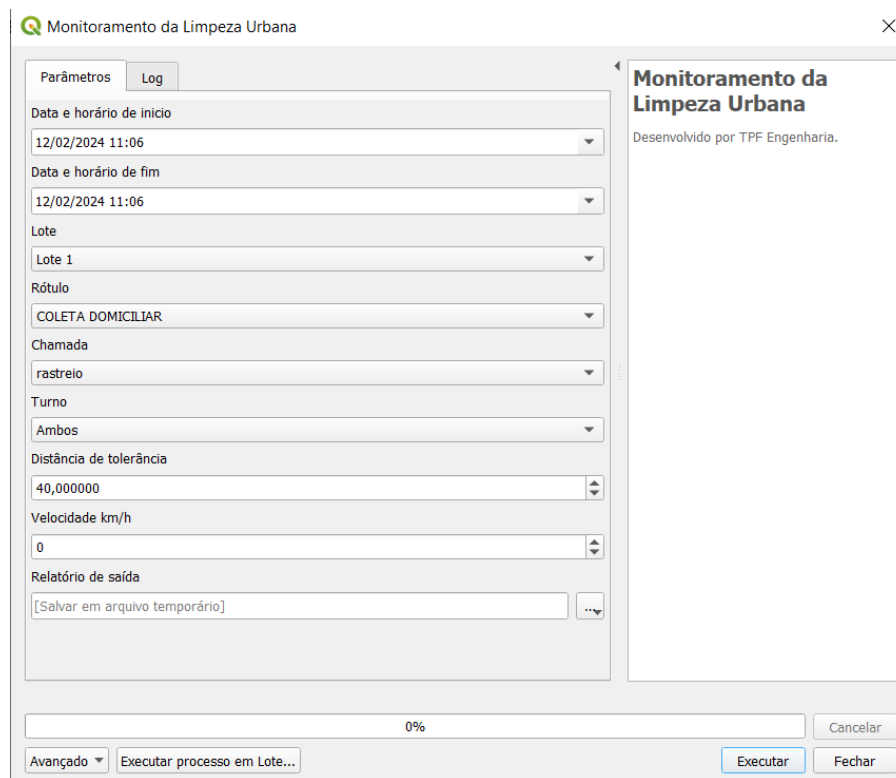 Monitoramento da Limpeza Urbana
Parâmetros
Log
Data e horário de inicio
12/02/2024 11:06
Data e horário de fim
12/02/2024 11:06
Lote
Lote 1
Rótulo
COLETA DOMICILIAR
Chamada
rastreio
Turno
Ambos
Distância de tolerância
40,000000
Velocidade km/h
0
Relatório de saída
[Salvar em arquivo temporário]
...
Monitoramento da
Limpeza Urbana
Desenvolvido por TPF Engenharia.
0%
Cancelar
Avançado
Executar processo em Lote...
Executar
Fechar